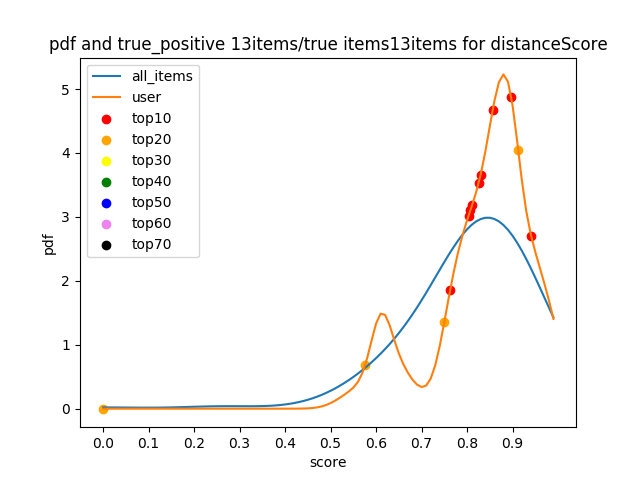 pdf and true_positive 13items/true items13items for distanceScore
all_items
user
top10
top20
top30
top40
top50
top60
top70
pdf
5
4
3
2
1
0
0.0 0.1 0.2 0.3 0.4 0.5 0.6 0.7 0.8 0.9
score